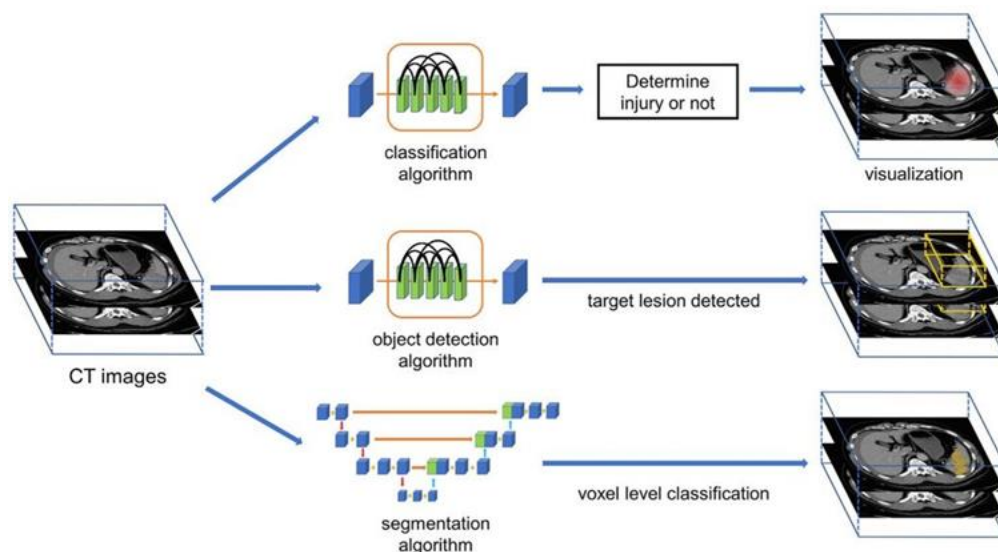 Determine
injury or not
classification
algorithm
visualization
target lesion detected
object detection
algorithm
CT images
voxel level classification
segmentation
algorithm